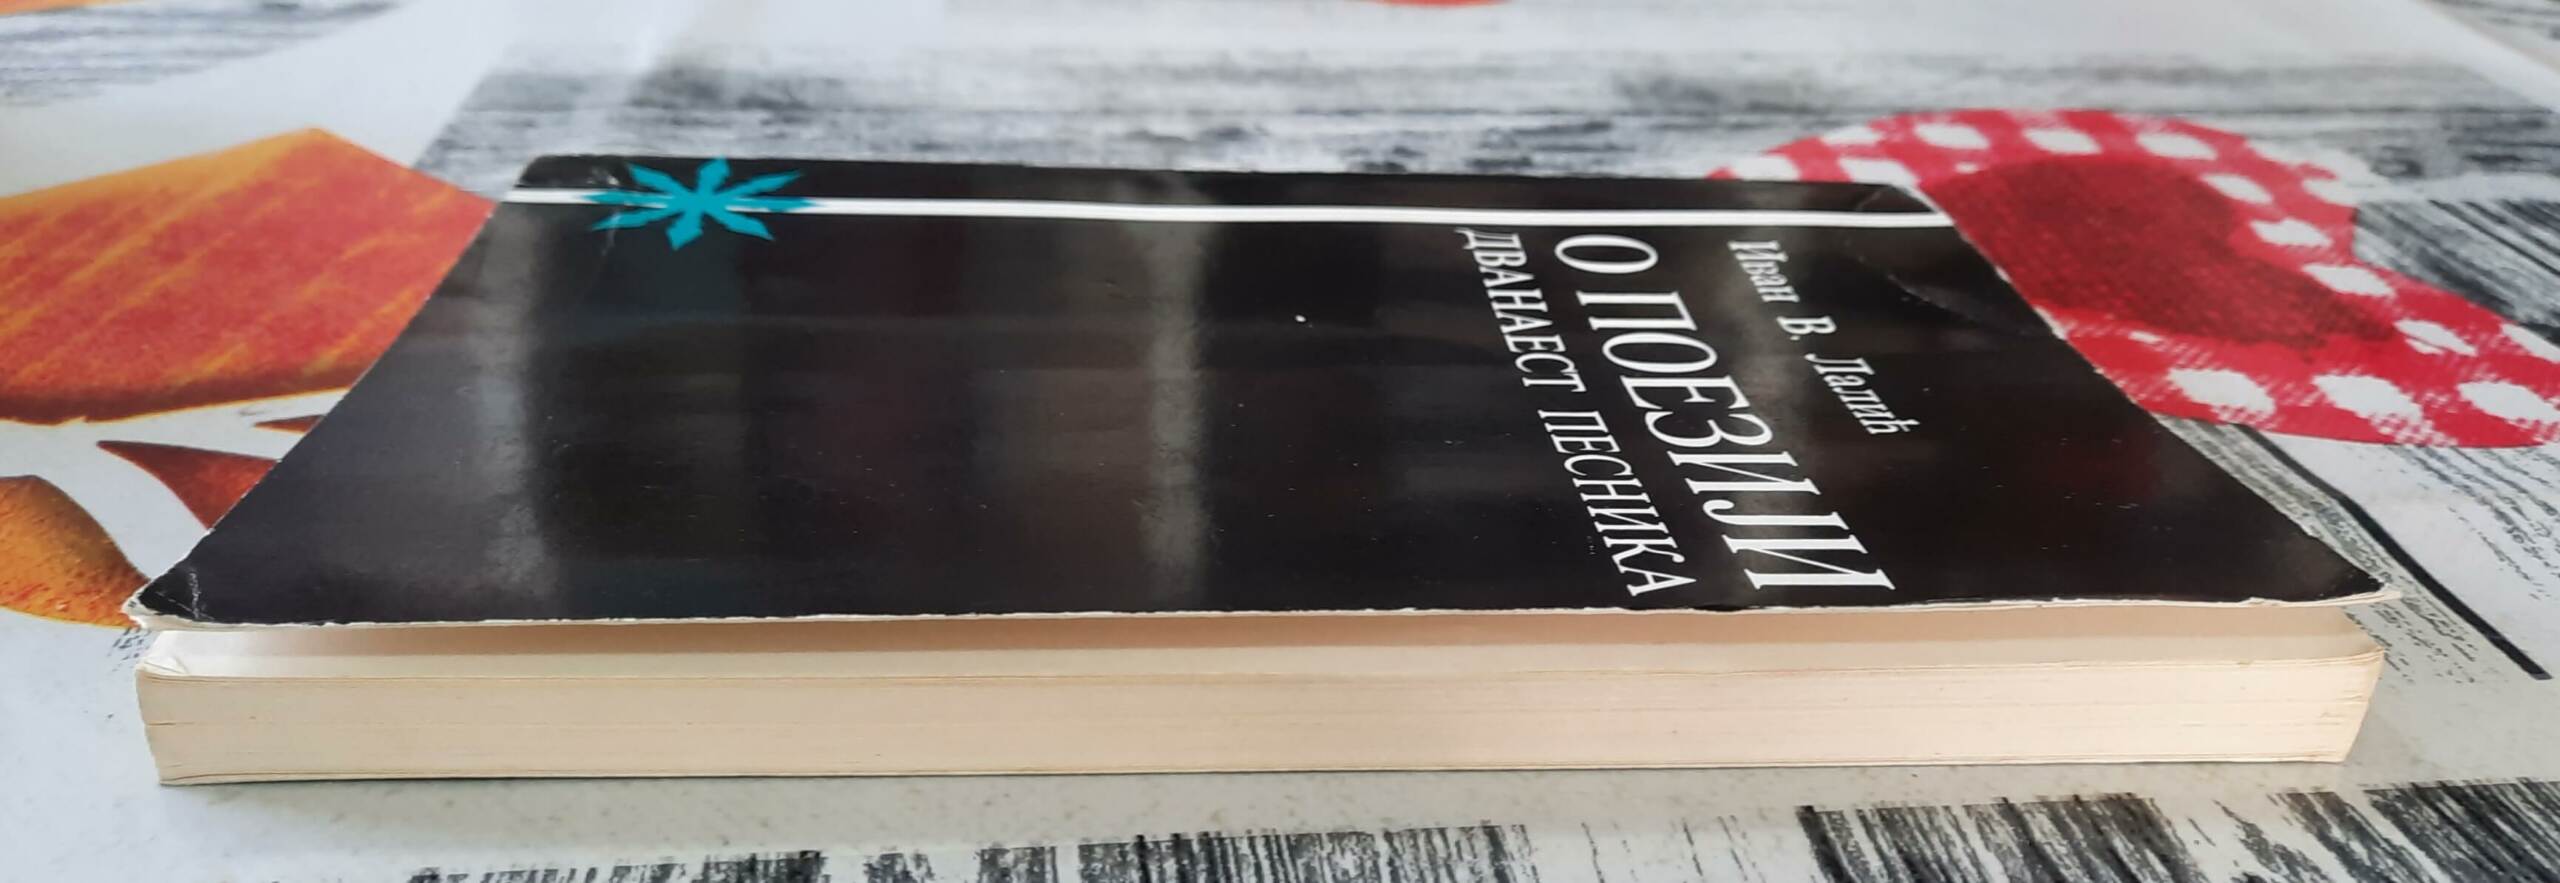 Иван В. Лалић
О ПОЕЗИЈИ
ДВАНАЕСТ ПЕСНИКА